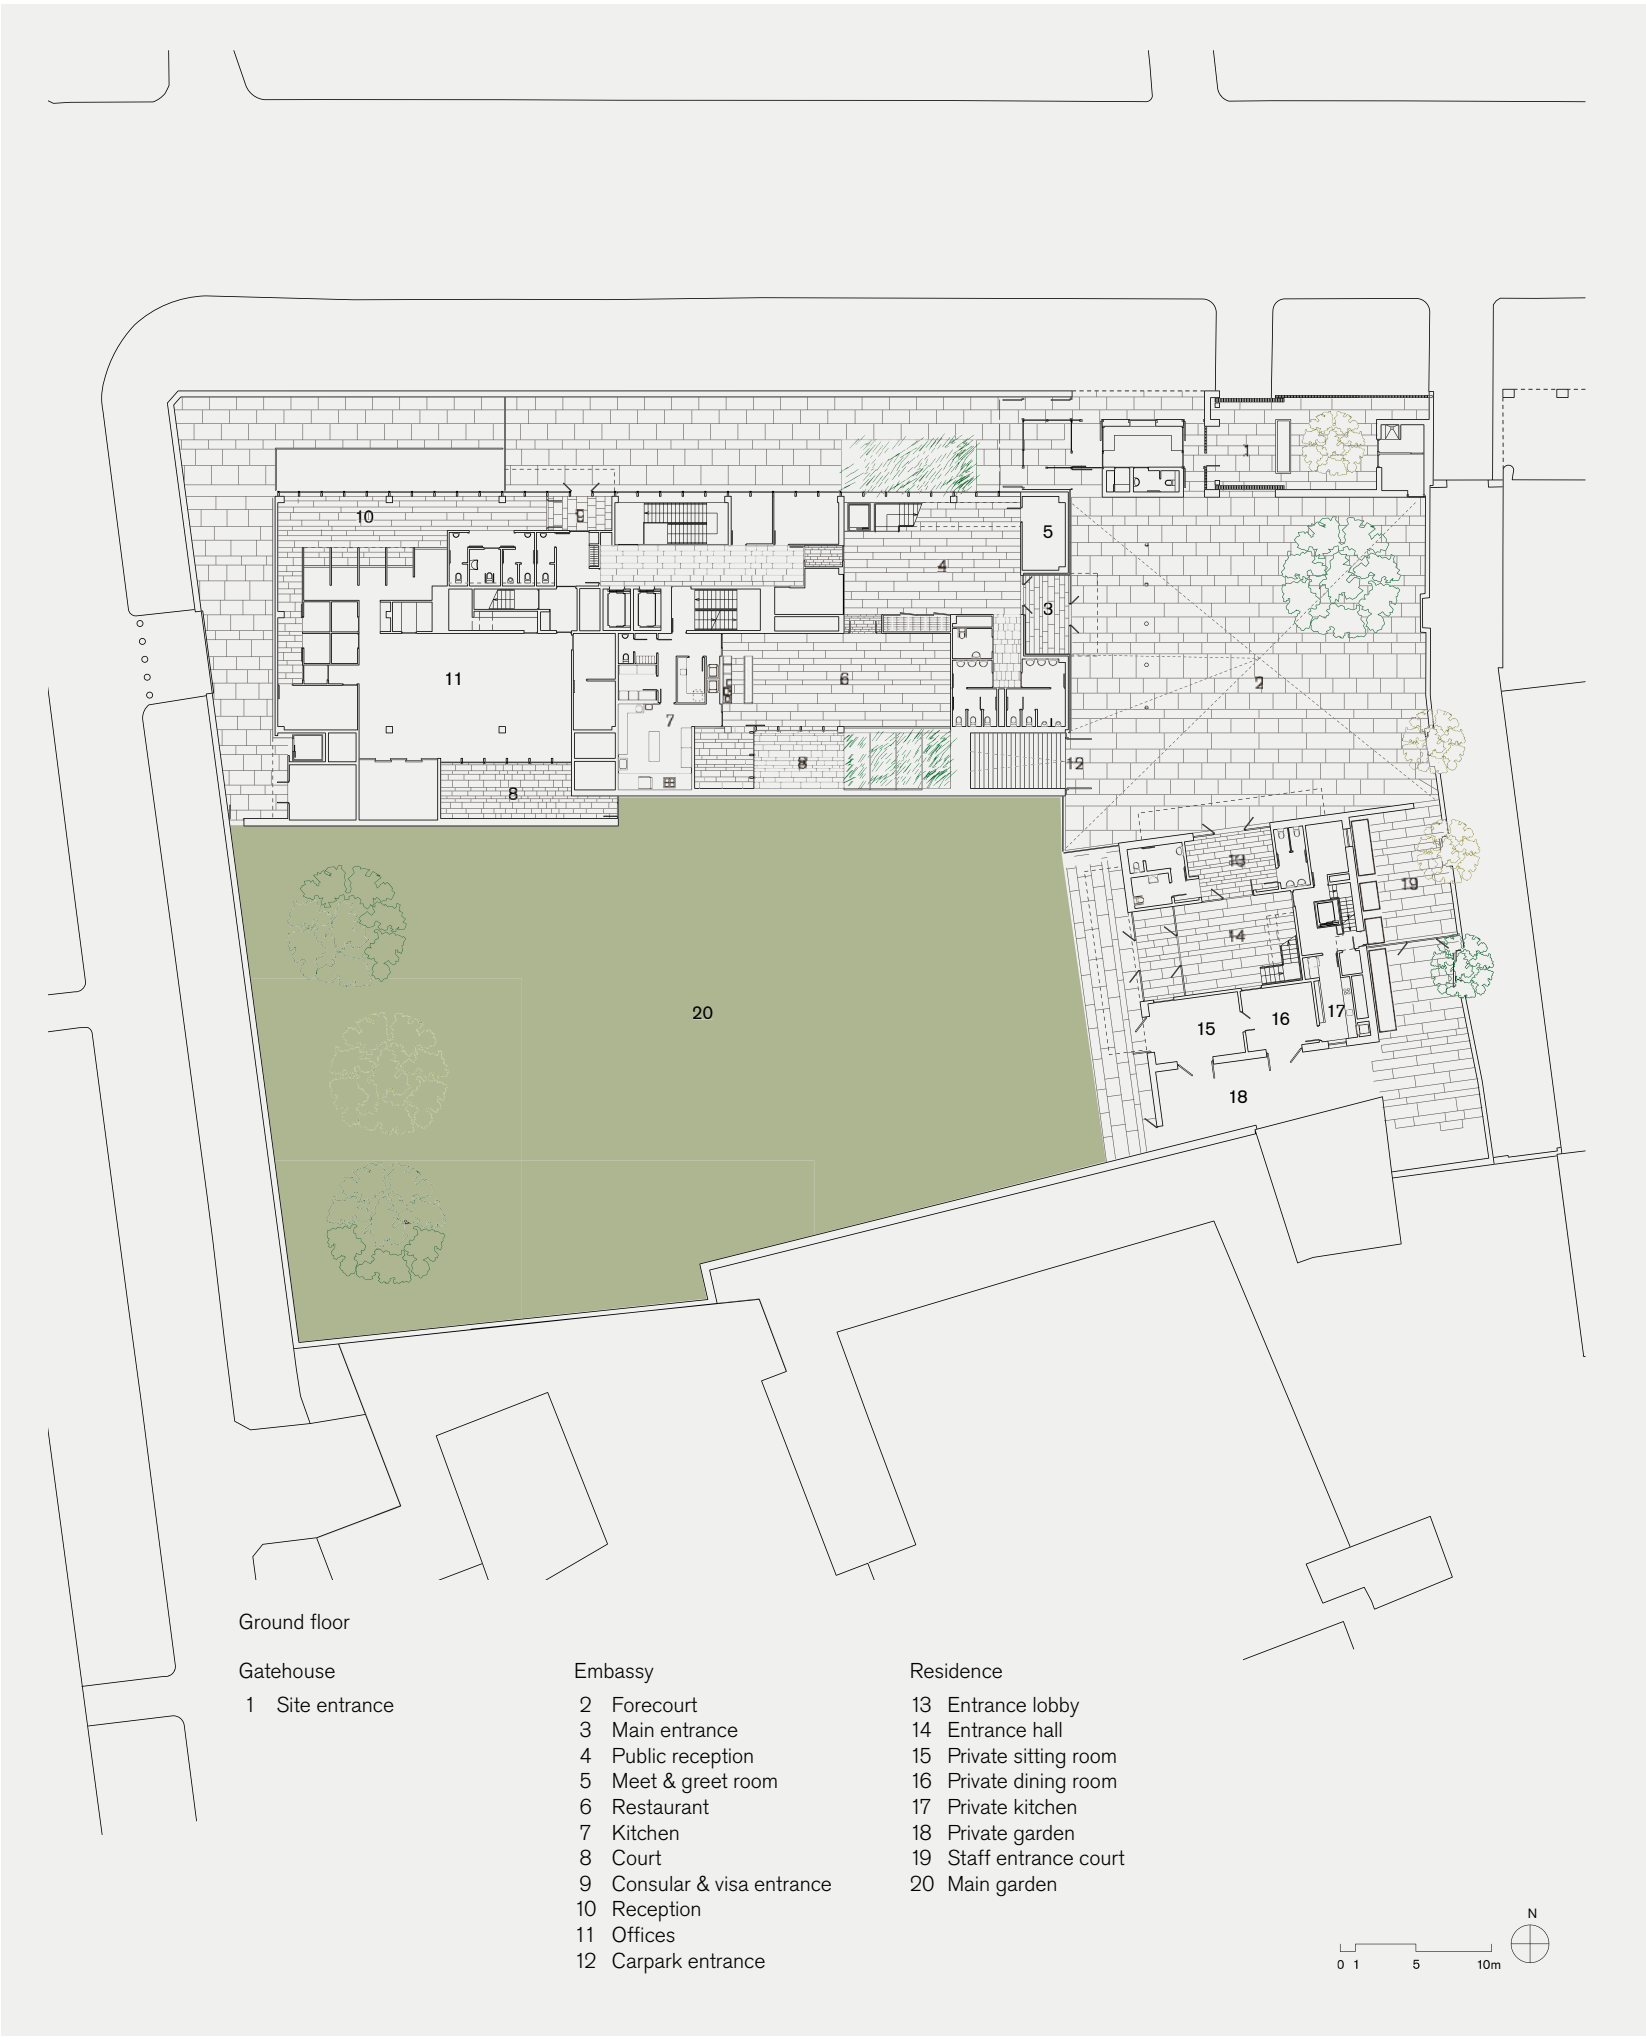 1
10
9
5
4
3
11
6
2
7
8
12
8
13
19
14
20
15
16
17
18
Ground floor
Gatehouse
1 Site entrance
Embassy
2 Forecourt
3 Main entrance
4 Public reception
5 Meet & greet room
6 Restaurant
7 Kitchen
8 Court
9 Consular & visa entrance
10 Reception
11 Offices
12 Carpark entrance
Residence
13 Entrance lobby
14 Entrance hall
15 Private sitting room
16 Private dining room
17 Private kitchen
18 Private garden
19 Staff entrance court
20 Main garden
N
0 1 5 10m